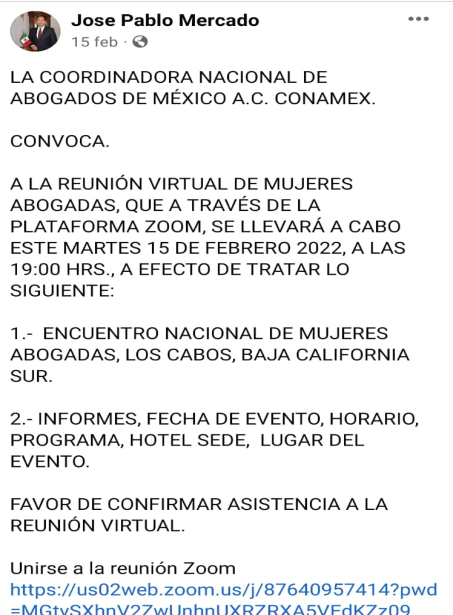 Jose Pablo Mercado
15 feb ·
LA COORDINADORA NACIONAL DE
ABOGADOS DE MÉXICO A.C. CONAMEX.
CONVOCA.
A LA REUNIÓN VIRTUAL DE MUJERES
ABOGADAS, QUE A TRAVÉS DE LA
PLATAFORMA ZOOM, SE LLEVARÁ A CABO
ESTE MARTES 15 DE FEBRERO 2022, A LAS
19:00 HRS., A EFECTO DE TRATAR LO
SIGUIENTE:
1.- ENCUENTRO NACIONAL DE MUJERES
ABOGADAS, LOS CABOS, BAJA CALIFORNIA
SUR.
2.- INFORMES, FECHA DE EVENTO, HORARIO,
PROGRAMA, HOTEL SEDE, LUGAR DEL
EVENTO.
FAVOR DE CONFIRMAR ASISTENCIA A LA
REUNIÓN VIRTUAL.
Unirse a la reunión Zoom
https://us02web.zoom.us/j/87640957414?pwd